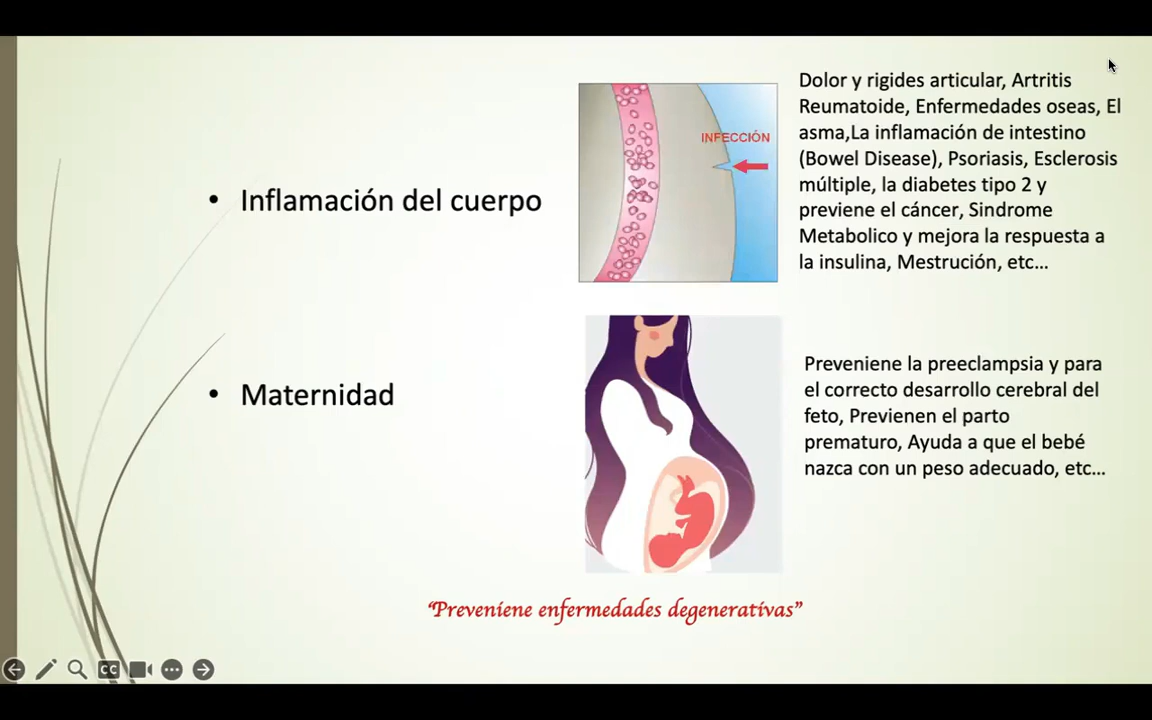 • Inflamación del cuerpo
INFECCIÓN
Dolor y rigides articular, Artritis
Reumatoide, Enfermedades oseas, El
asma,La inflamación de intestino
(Bowel Disease), Psoriasis, Esclerosis
múltiple, la diabetes tipo 2 y
previene el cáncer, Sindrome
Metabolico y mejora la respuesta a
la insulina, Mestrución, etc...
• Maternidad
Preveniene la preeclampsia y para
el correcto desarrollo cerebral del
feto, Previenen el parto
prematuro, Ayuda a que el bebé
nazca con un peso adecuado, etc...
“Preveniene enfermedades degenerativas”
CC